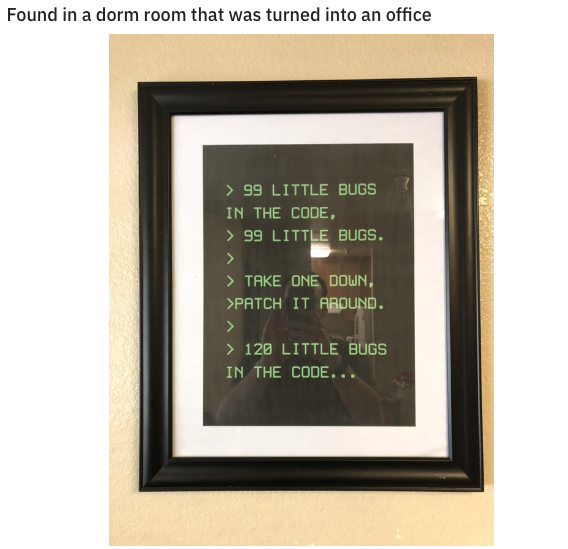 Found in a dorm room that was turned into an office
> 99 LITTLE BUGS
IN THE CODE,
> 99 LITTLE BUGS.
>
> TAKE ONE DOWN,
>PATCH IT AROUND.
>
> 120 LITTLE BUGS
IN THE CODE...